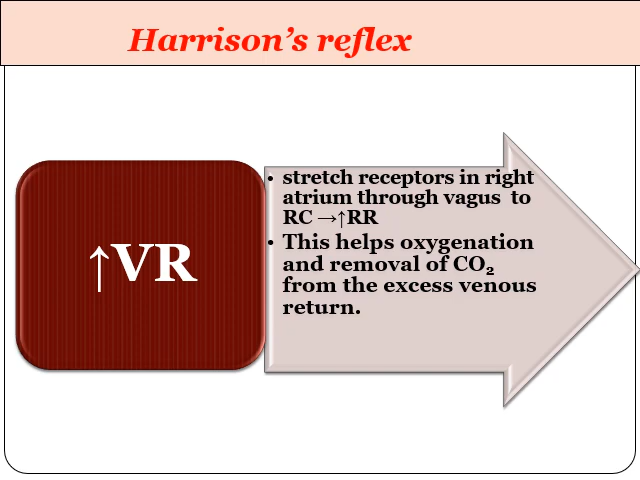 Harrison’s reflex
↑VR
• stretch receptors in right
atrium through vagus to
RC →↑RR
• This helps oxygenation
and removal of CO₂
from the excess venous
return.